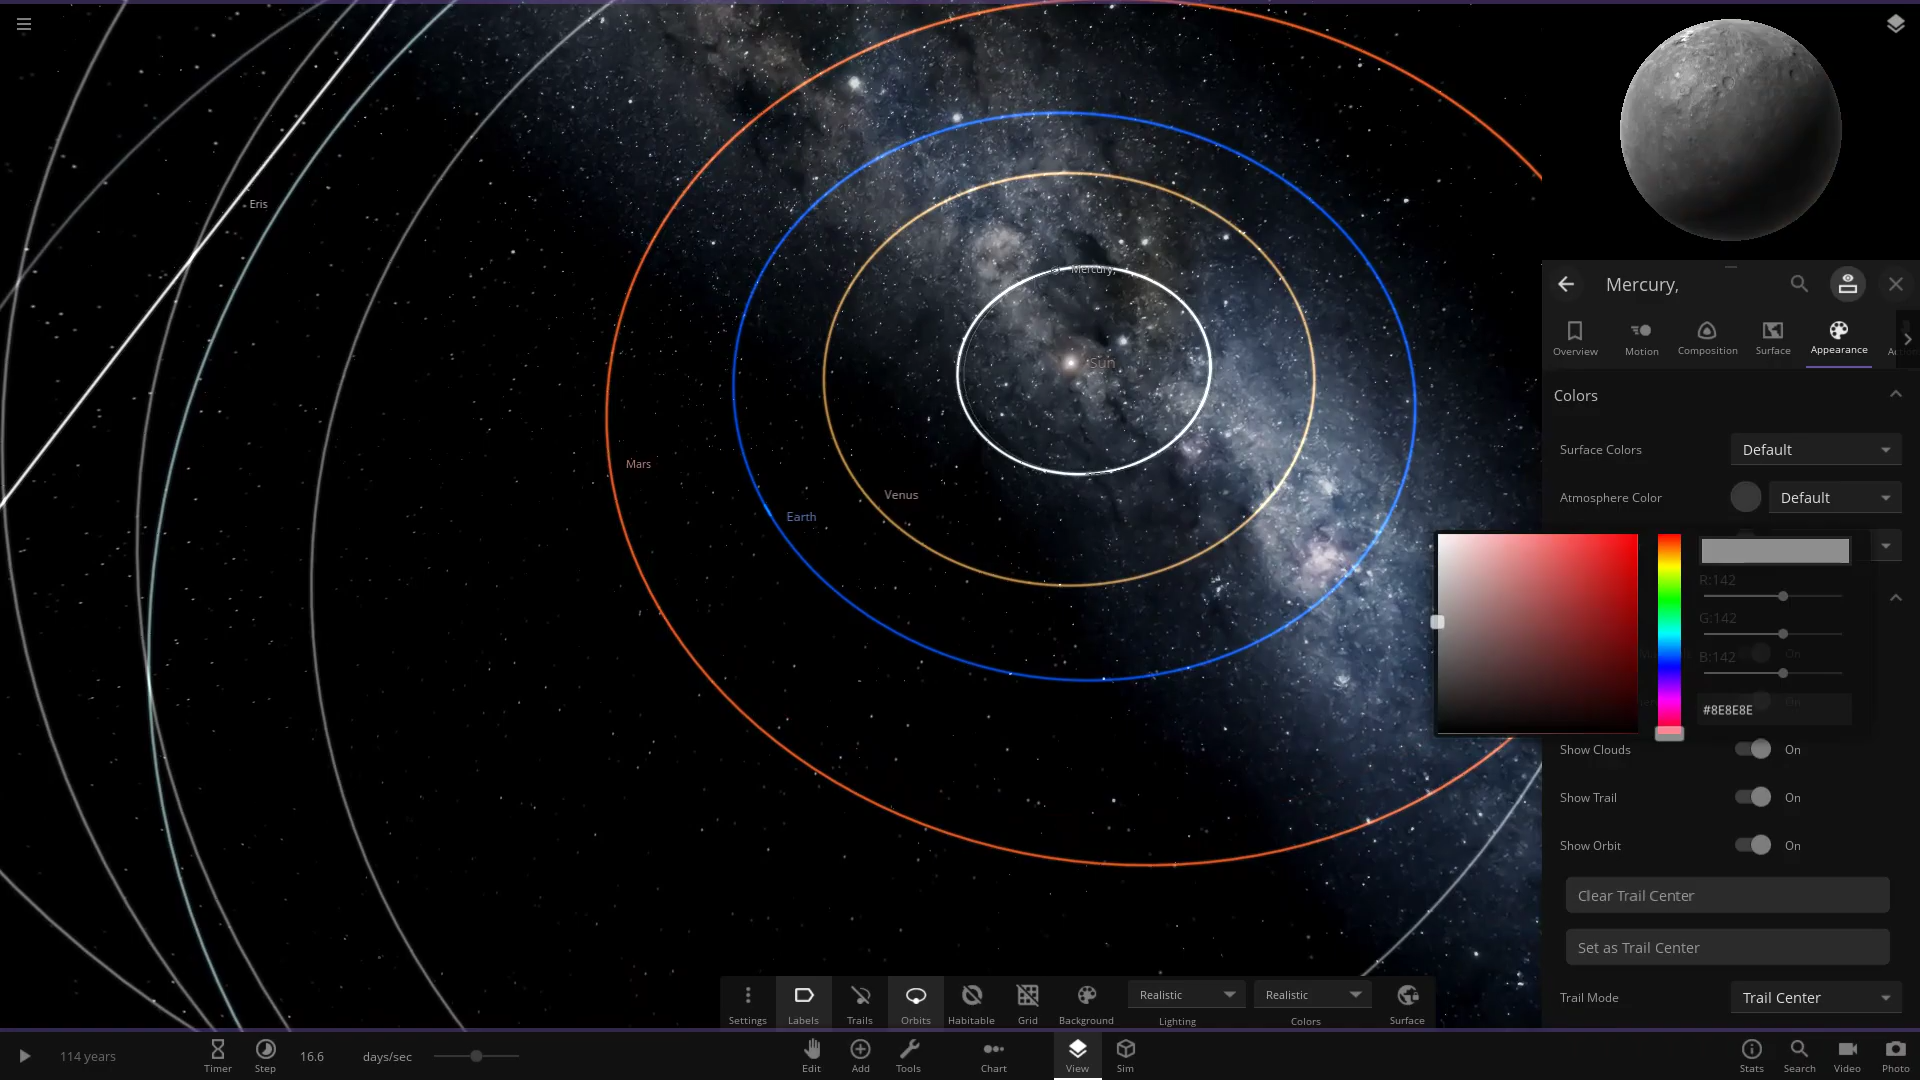 Eris
Mercury,
Sun
Mars
Venus
Earth
Mercury,
Overview
Motion
Composition
Surface
Appearance
Colors
Surface Colors
Default
Atmosphere Color
Default
R:142
G:142
B:142
On
On
#8E8E8E
Show Clouds
On
Show Trail
On
Show Orbit
On
Clear Trail Center
Set as Trail Center
Trail Mode
Trail Center
Settings
Labels
Trails
Orbits
Habitable
Grid
Background
Realistic
Lighting
Realistic
Colors
Surface
114 years
Timer
Step
16.6
days/sec
Edit
Add
Tools
Chart
View
Sim
Stats
Search
Video
Photo